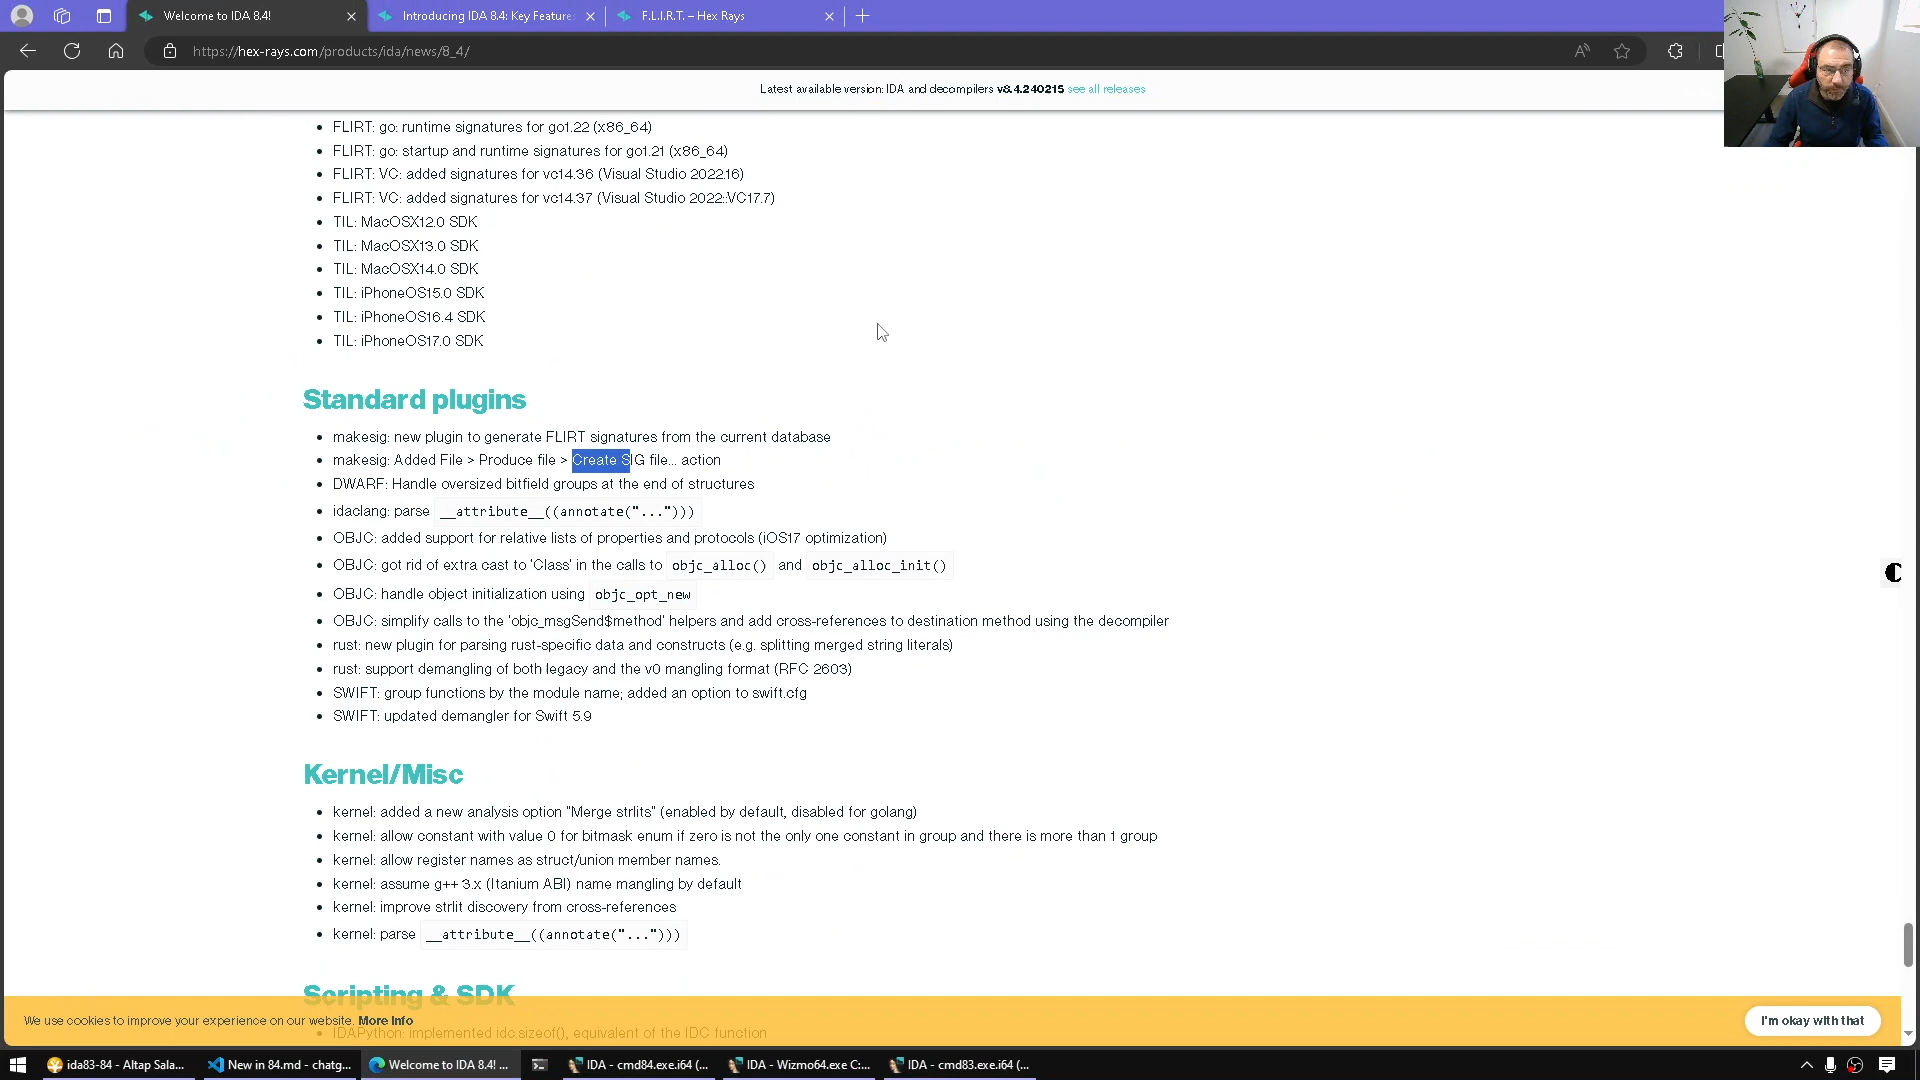 Welcome to IDA 8.4!
Introducing IDA 8.4: Key Feature
F.L.I.R.T. – Hex Rays
https://hex-rays.com/products/ida/news/8_4/
Latest available version: IDA and decompilers v8.4.240215 see all releases
FLIRT: go: runtime signatures for go1.22 (x86_64)
FLIRT: go: startup and runtime signatures for go1.21 (x86_64)
FLIRT: VC: added signatures for vc14.36 (Visual Studio 2022.16)
FLIRT: VC: added signatures for vc14.37 (Visual Studio 2022::VC17.7)
TIL: MacOSX12.0 SDK
TIL: MacOSX13.0 SDK
TIL: MacOSX14.0 SDK
TIL: iPhoneOS15.0 SDK
TIL: iPhoneOS16.4 SDK
TIL: iPhoneOS17.0 SDK
Standard plugins
makesig: new plugin to generate FLIRT signatures from the current database
makesig: Added File > Produce file > Create SIG file... action
DWARF: Handle oversized bitfield groups at the end of structures
idaclang: parse __attribute__((annotate("...")))
OBJC: added support for relative lists of properties and protocols (iOS17 optimization)
OBJC: got rid of extra cast to 'Class' in the calls to objc_alloc() and objc_alloc_init()
OBJC: handle object initialization using objc_opt_new
OBJC: simplify calls to the 'objc_msgSend$method' helpers and add cross-references to destination method using the decompiler
rust: new plugin for parsing rust-specific data and constructs (e.g. splitting merged string literals)
rust: support demangling of both legacy and the v0 mangling format (RFC 2603)
SWIFT: group functions by the module name; added an option to swift.cfg
SWIFT: updated demangler for Swift 5.9
Kernel/Misc
kernel: added a new analysis option "Merge strlits" (enabled by default, disabled for golang)
kernel: allow constant with value 0 for bitmask enum if zero is not the only one constant in group and there is more than 1 group
kernel: allow register names as struct/union member names.
kernel: assume g++ 3.x (Itanium ABI) name mangling by default
kernel: improve strlit discovery from cross-references
kernel: parse __attribute__((annotate("...")))
Scripting & SDK
We use cookies to improve your experience on our website. More Info
I'm okay with that
IDAPython: implemented idc.sizeof(), equivalent of the IDC function
ida83-84 - Altap Sala...
New in 84.md - chatg...
Welcome to IDA 8.4! ...
IDA - cmd84.exe.i64 (...
IDA - Wizmo64.exe C:...
IDA - cmd83.exe.i64 (...